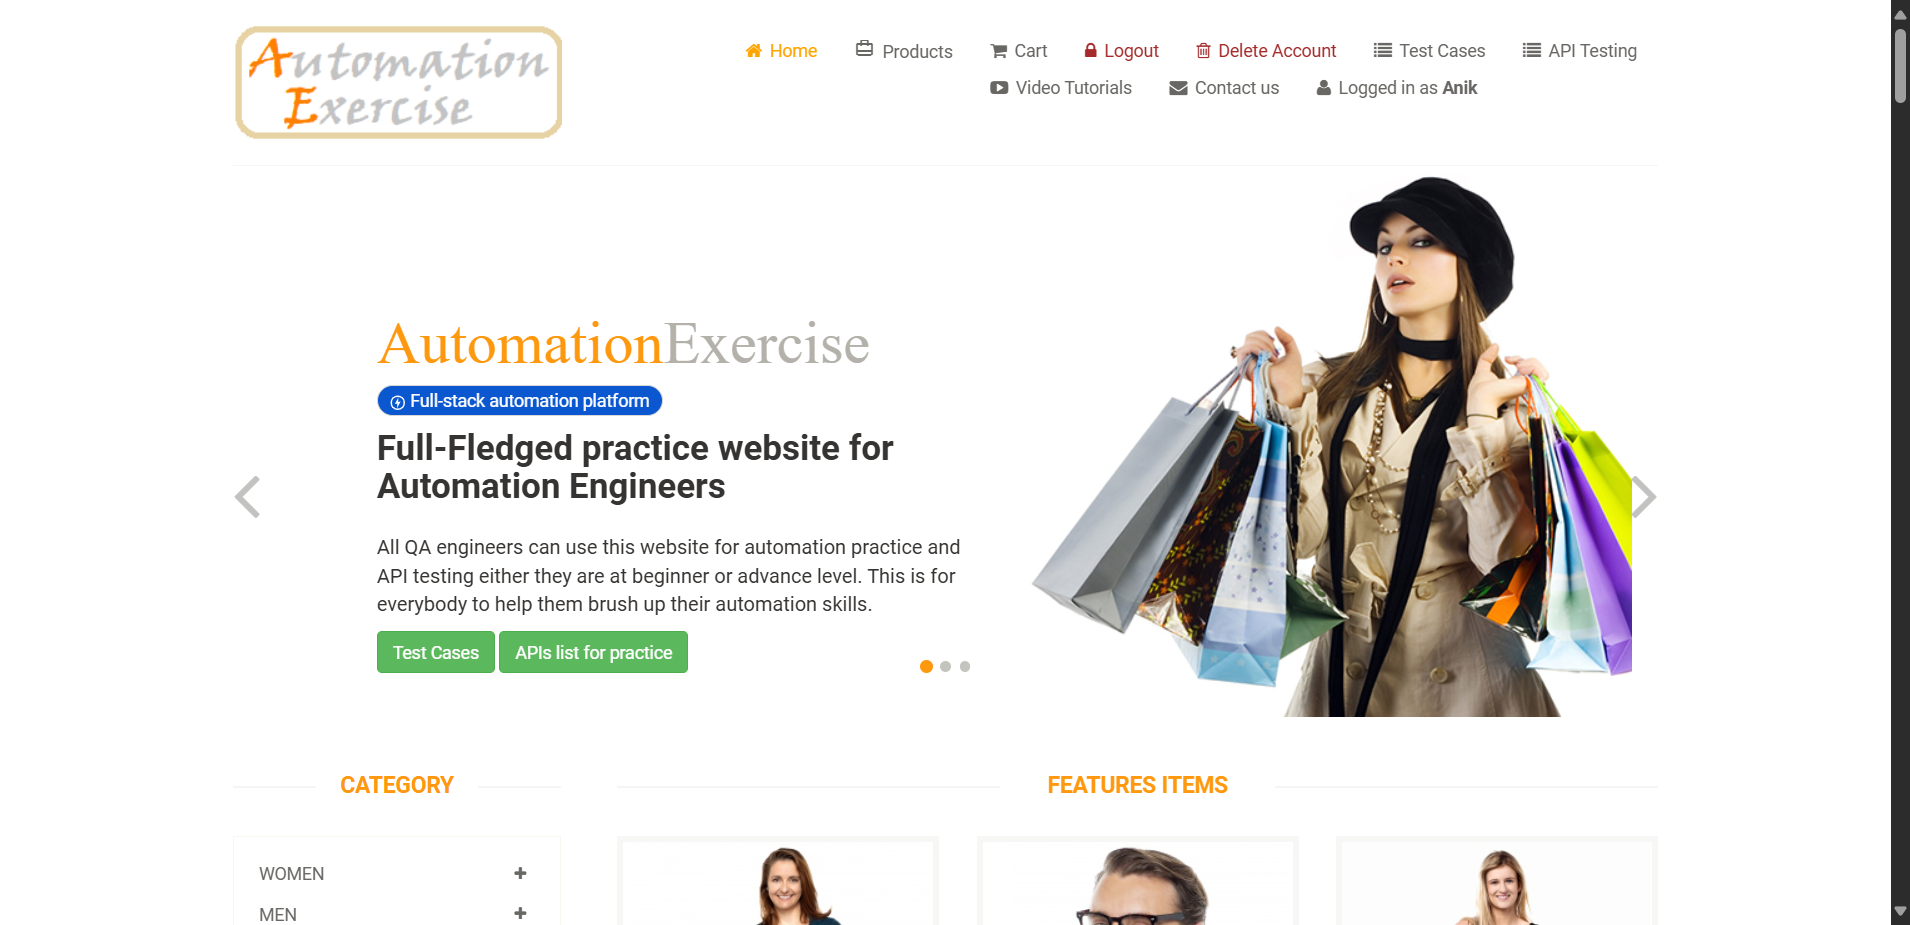 Automation
Exercise
Home Products Cart Logout Delete Account Test Cases API Testing
Video Tutorials Contact us Logged in as Anik
AutomationExercise
Full-stack automation platform
Full-Fledged practice website for
Automation Engineers
All QA engineers can use this website for automation practice and
API testing either they are at beginner or advance level. This is for
everybody to help them brush up their automation skills.
Test Cases APIs list for practice
CATEGORY
FEATURES ITEMS
WOMEN
MEN